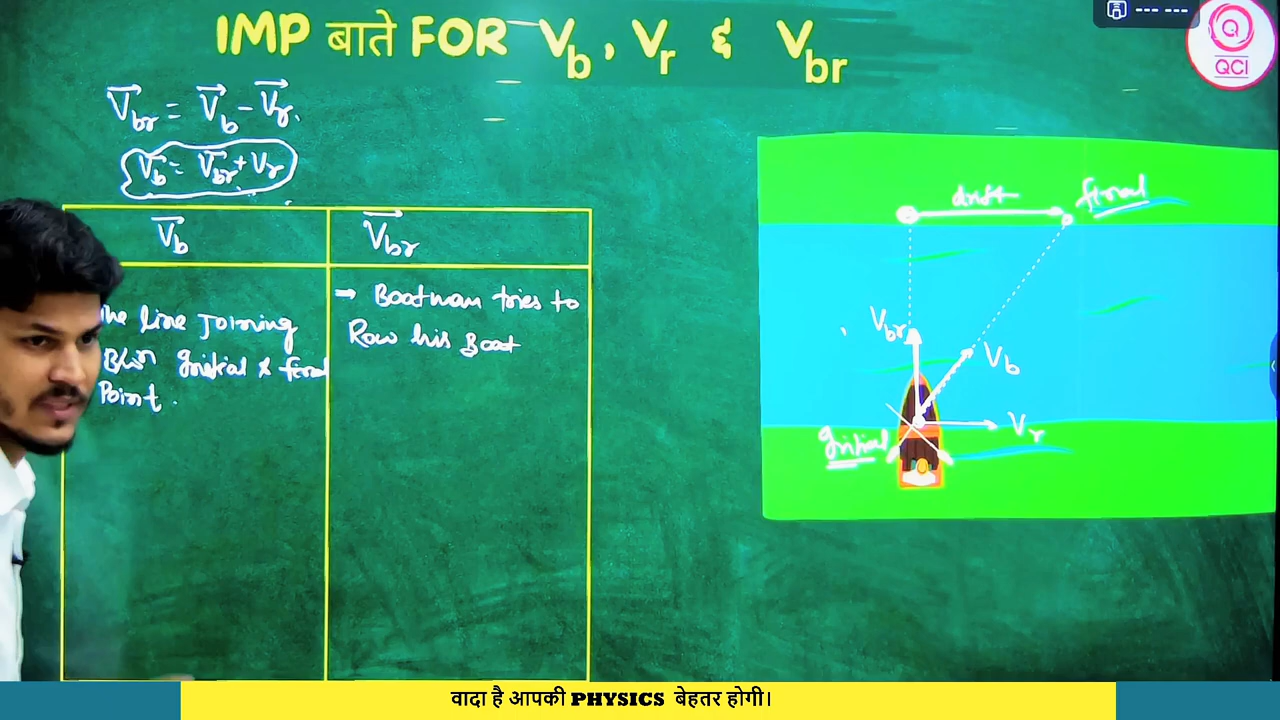 IMP बाते FOR Vb, Vr & Vbr
QCI
Vbr = Vb - Vr.
Vb = Vbr + Vr
Vb
Vbr
he line Joining
B/w Initial & final
Point.
→ Boatman tries to
Row his Boat
drift
final
Vbr
Vb
Vr
Initial
वादा है आपकी PHYSICS बेहतर होगी।